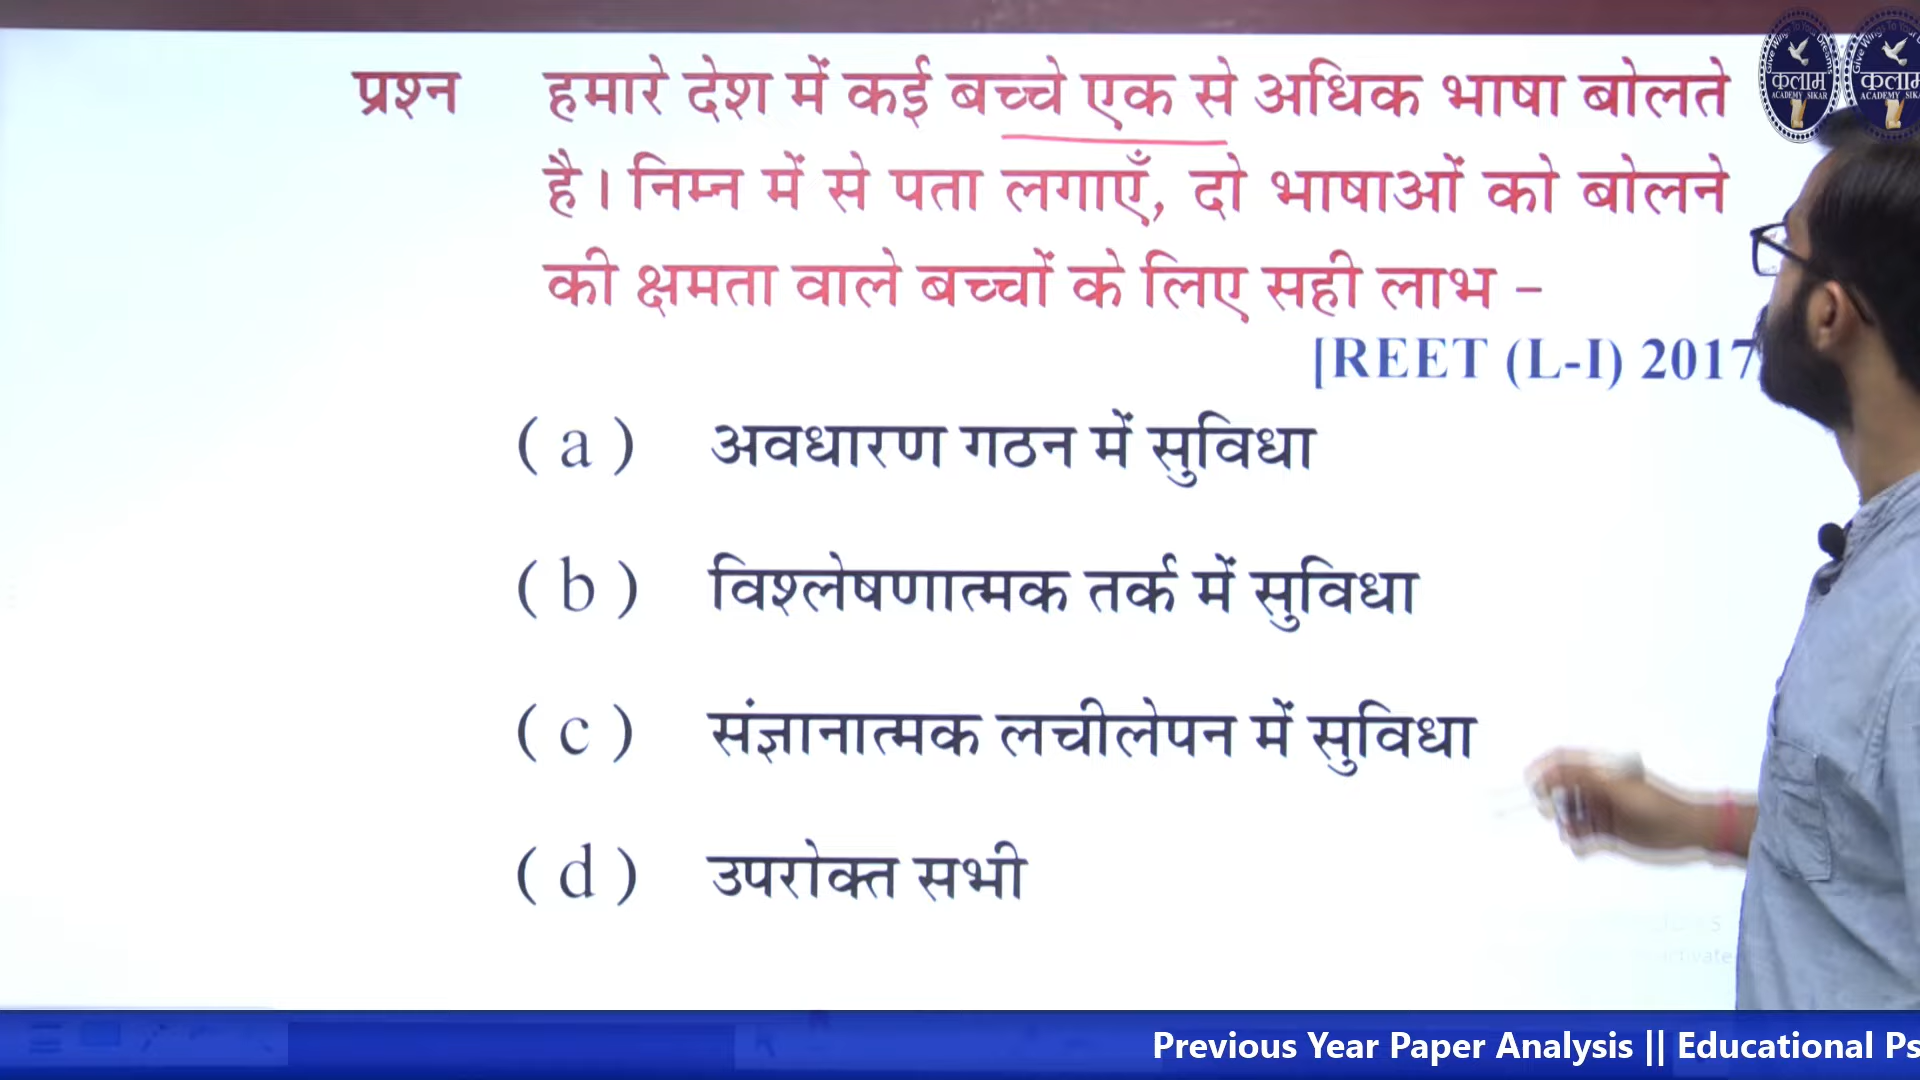 प्रश्न हमारे देश में कई बच्चे एक से अधिक भाषा बोलते
है। निम्न में से पता लगाएँ, दो भाषाओं को बोलने
की क्षमता वाले बच्चों के लिए सही लाभ –
[REET (L-I) 2017
(a) अवधारण गठन में सुविधा
(b) विश्लेषणात्मक तर्क में सुविधा
(c) संज्ञानात्मक लचीलेपन में सुविधा
(d) उपरोक्त सभी
कलाम
ACADEMY SIKAR
कलाम
Previous Year Paper Analysis || Educational Ps